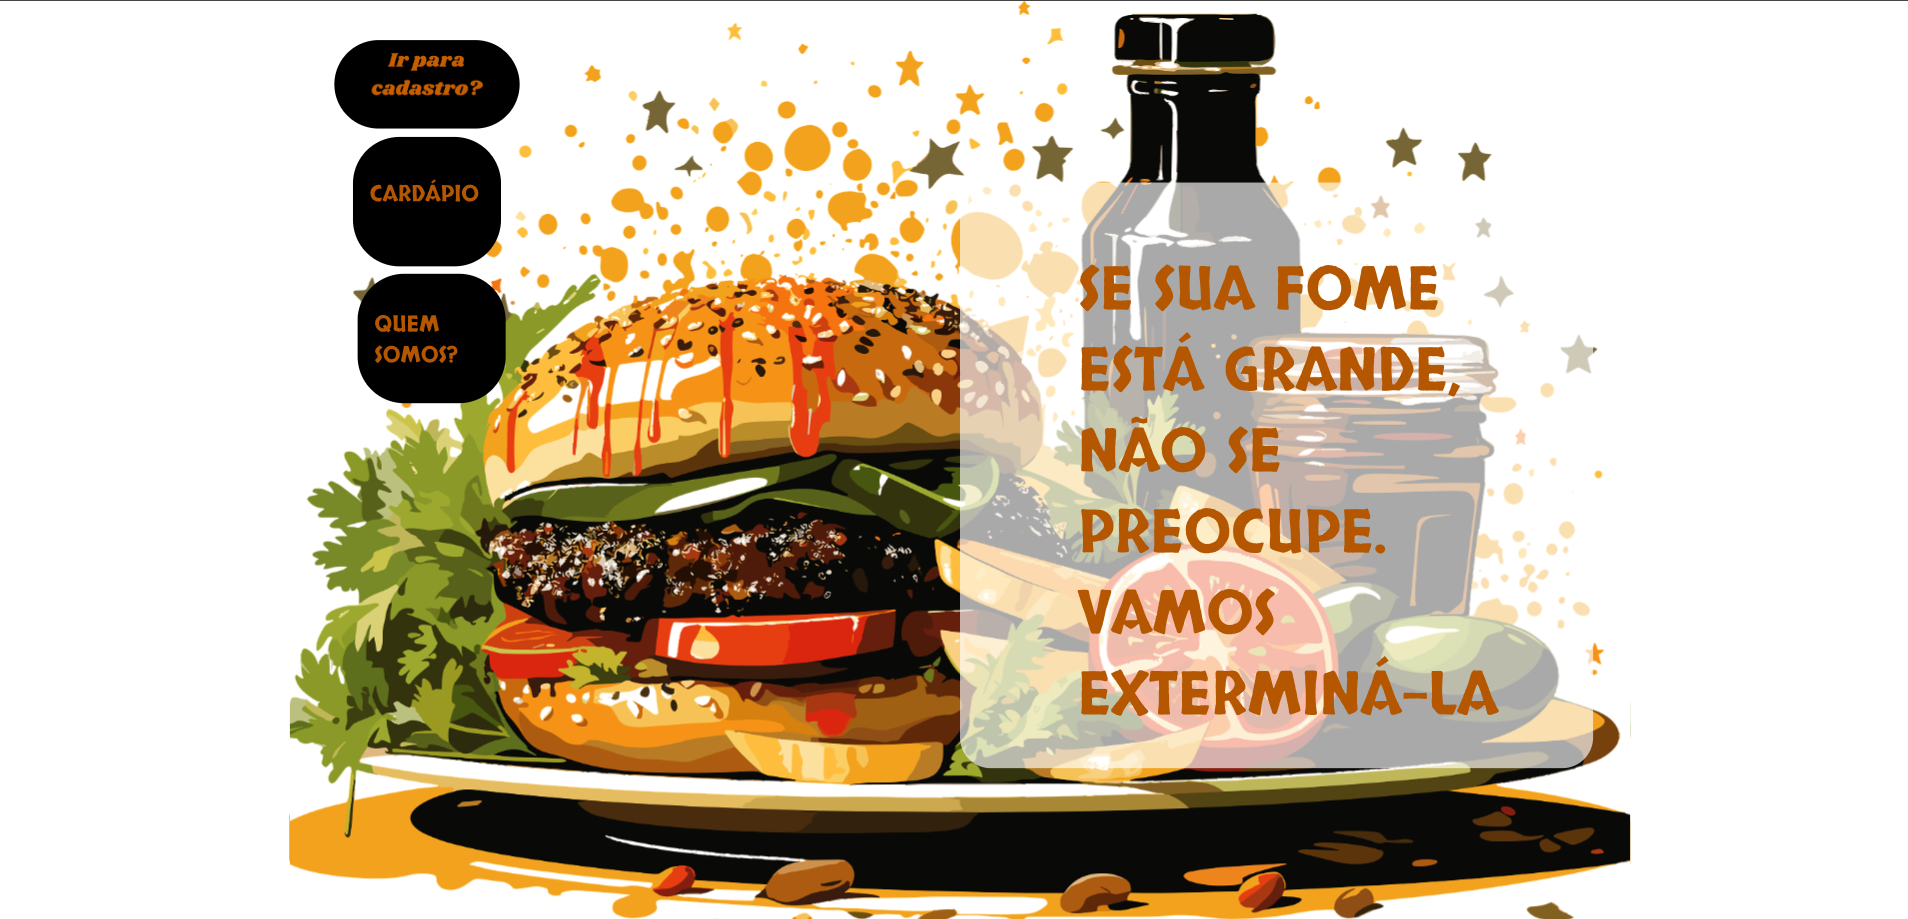 Ir para
cadastro?
CARDÁPIO
QUEM
SOMOS?
SE SUA FOME
ESTÁ GRANDE,
NÃO SE
PREOCUPE.
VAMOS
EXTERMINÁ-LA